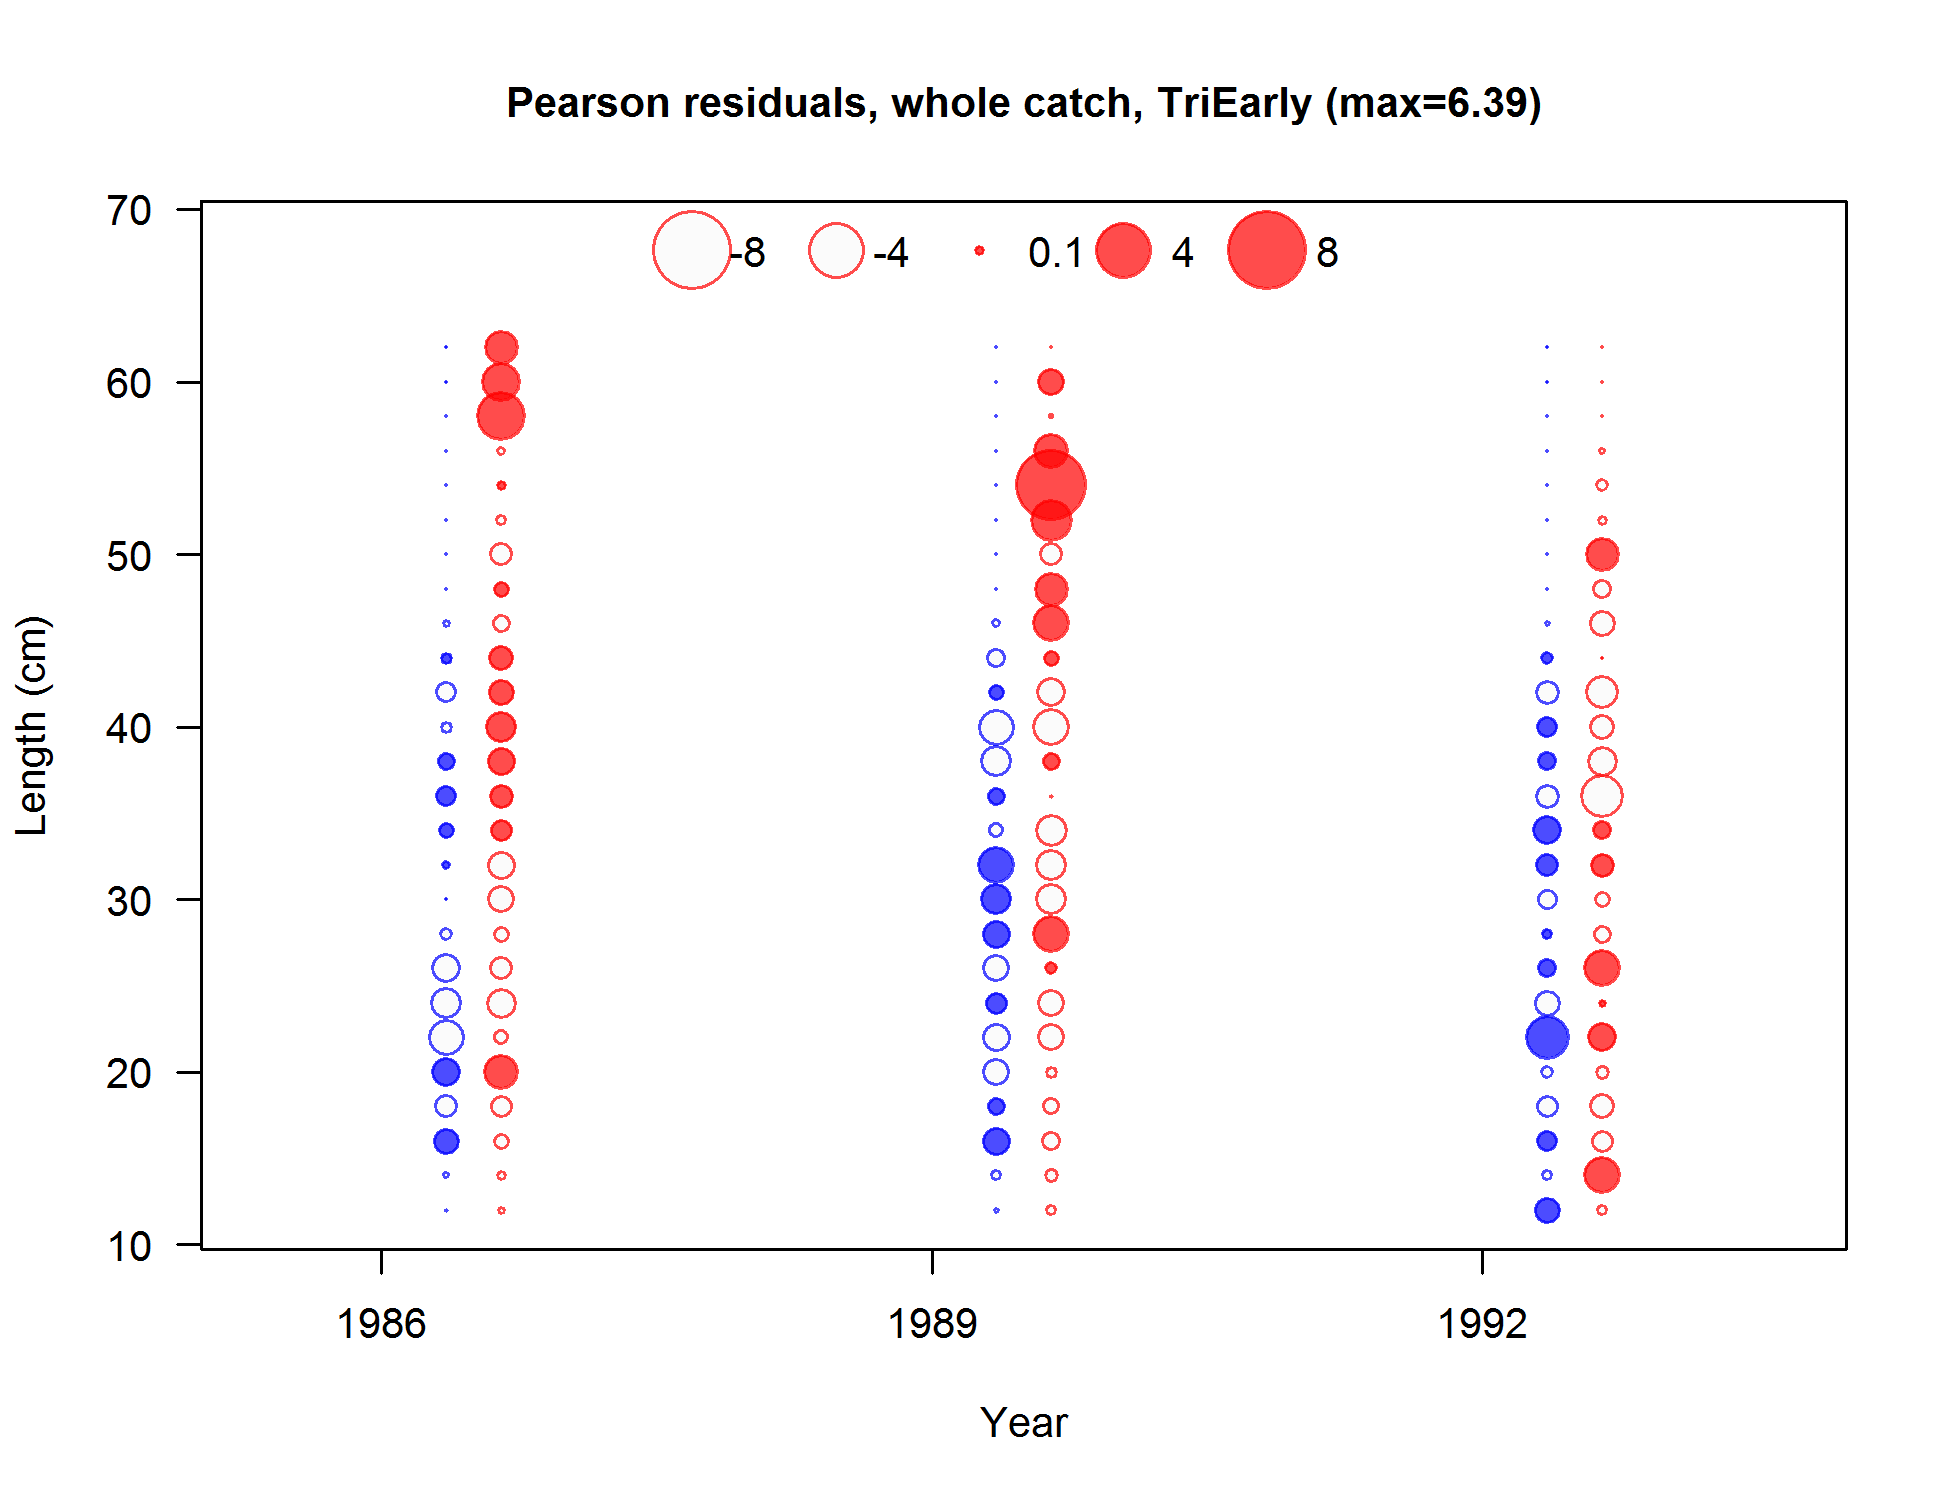 Pearson residuals, whole catch, TriEarly (max=6.39)
-8 -4 0.1 4 8
70
60
50
40
30
20
10
Length (cm)
1986 1989 1992
Year